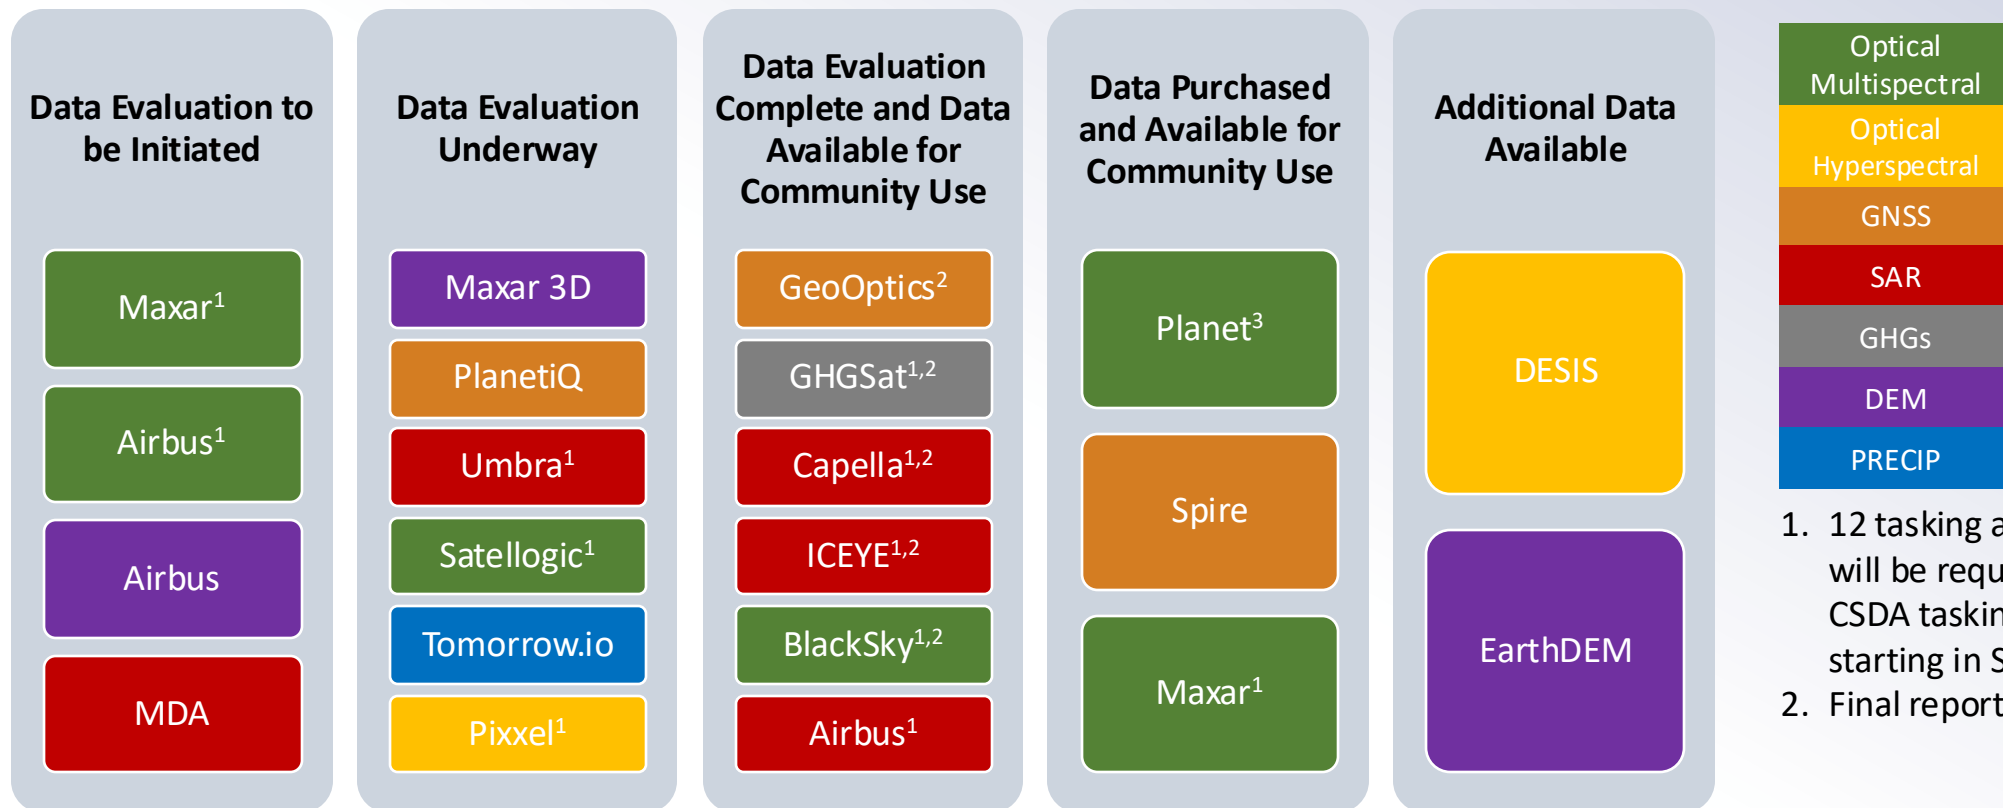 Data Evaluation to
be Initiated
Maxar¹
Airbus¹
Airbus
MDA
Data Evaluation
Underway
Maxar 3D
PlanetiQ
Umbra¹
Satellogic¹
Tomorrow.io
Pixxel¹
Data Evaluation
Complete and Data
Available for
Community Use
GeoOptics²
GHGSat¹,²
Capella¹,²
ICEYE¹,²
BlackSky¹,²
Airbus¹
Data Purchased
and Available for
Community Use
Planet³
Spire
Maxar¹
Additional Data
Available
DESIS
EarthDEM
Optical
Multispectral
Optical
Hyperspectral
GNSS
SAR
GHGs
DEM
PRECIP
1. 12 tasking
will be
CSDA
starting in
2. Final report